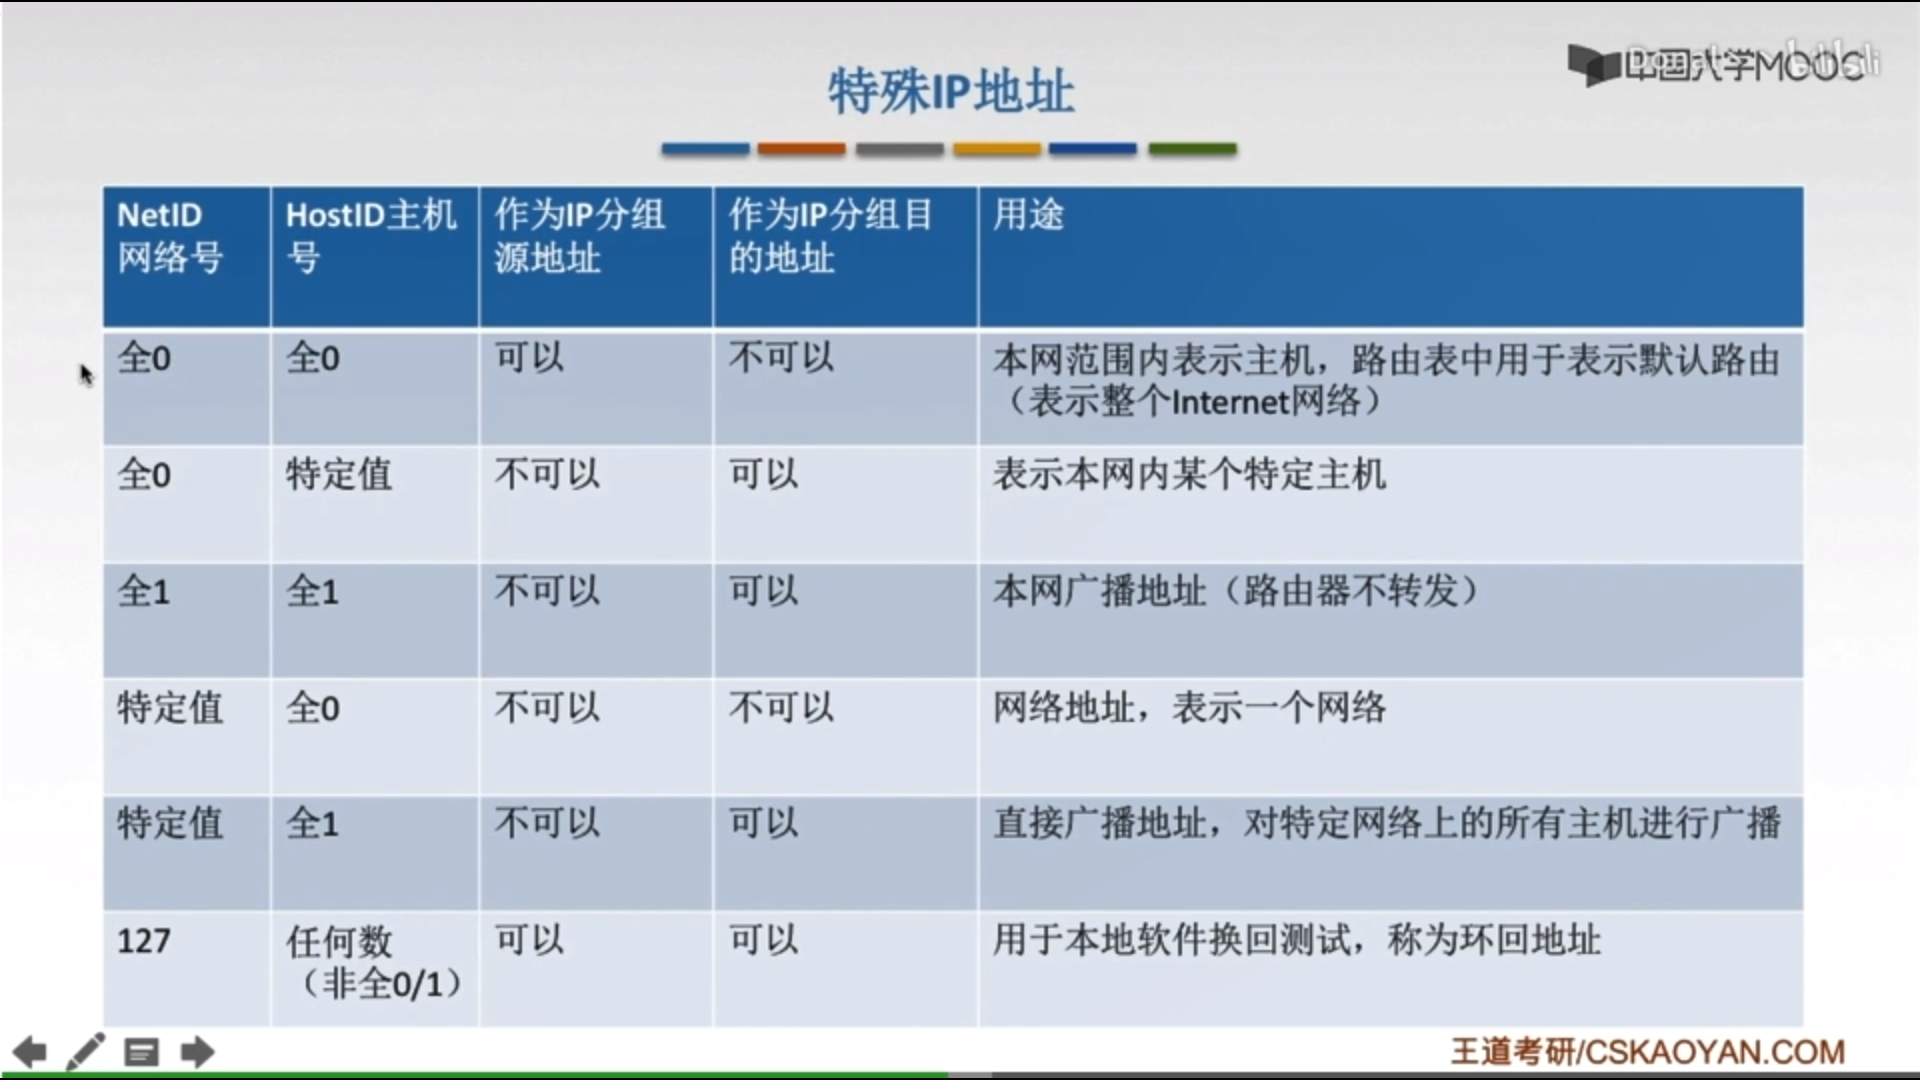 特殊IP地址
中国大学MOOC
bilibili
NetID
网络号
HostID主机
号
作为IP分组
源地址
作为IP分组目
的地址
用途
全0
全0
可以
不可以
本网范围内表示主机，路由表中用于表示默认路由
（表示整个Internet网络）
全0
特定值
不可以
可以
表示本网内某个特定主机
全1
全1
不可以
可以
本网广播地址（路由器不转发）
特定值
全0
不可以
不可以
网络地址，表示一个网络
特定值
全1
不可以
可以
直接广播地址，对特定网络上的所有主机进行广播
127
任何数
（非全0/1）
可以
可以
用于本地软件换回测试，称为环回地址
王道考研/CSKAOYAN.COM